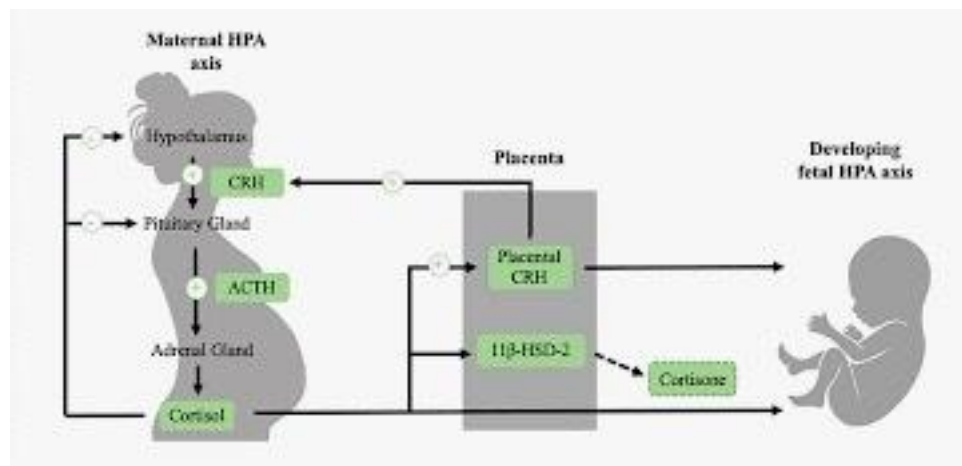 Maternal HPA
axis
Hypothalamus
-
+
CRH
+
Pituitary Gland
-
+
ACTH
Adrenal Gland
Cortisol
Placenta
+
Placental
CRH
11β-HSD-2
Cortisone
Developing
fetal HPA axis